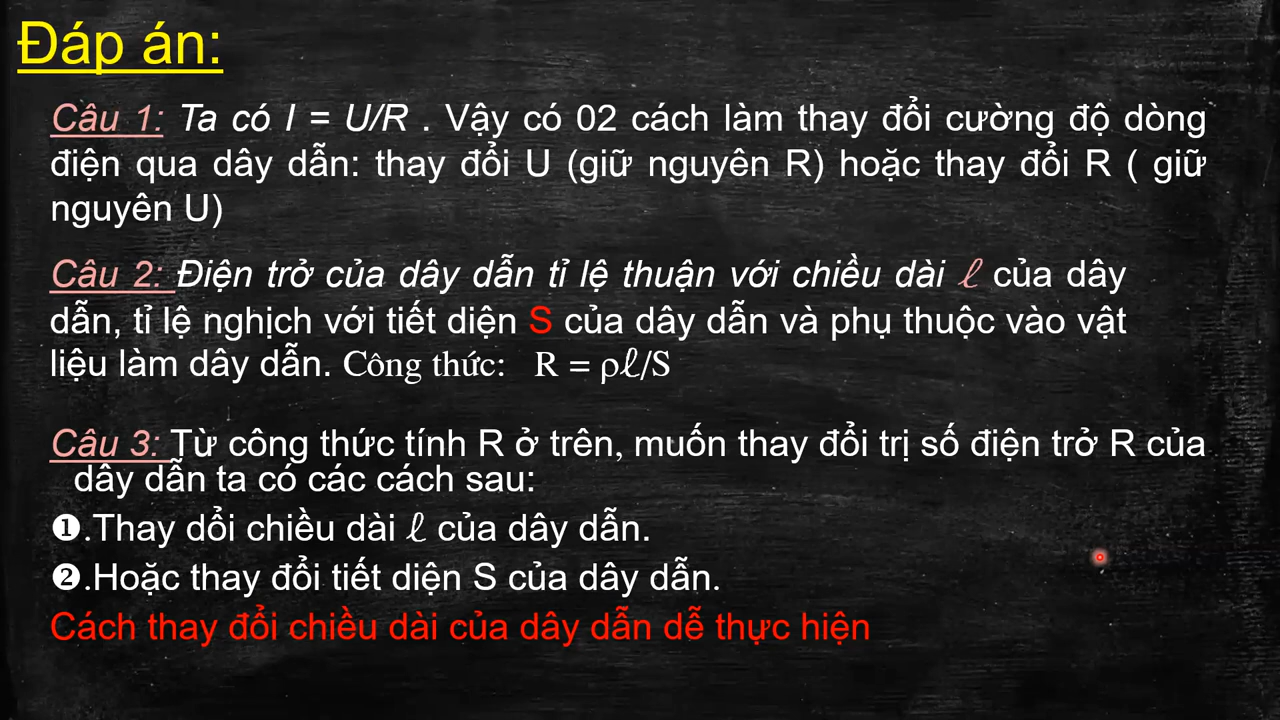 Đáp án:
Câu 1: Ta có I = U/R . Vậy có 02 cách làm thay đổi cường độ dòng
điện qua dây dẫn: thay đổi U (giữ nguyên R) hoặc thay đổi R ( giữ
nguyên U)
Câu 2: Điện trở của dây dẫn tỉ lệ thuận với chiều dài ℓ của dây
dẫn, tỉ lệ nghịch với tiết diện S của dây dẫn và phụ thuộc vào vật
liệu làm dây dẫn. Công thức: R = ρℓ/S
Câu 3: Từ công thức tính R ở trên, muốn thay đổi trị số điện trở R của
dây dẫn ta có các cách sau:
❶.Thay dổi chiều dài ℓ của dây dẫn.
❷.Hoặc thay đổi tiết diện S của dây dẫn.
Cách thay đổi chiều dài của dây dẫn dễ thực hiện